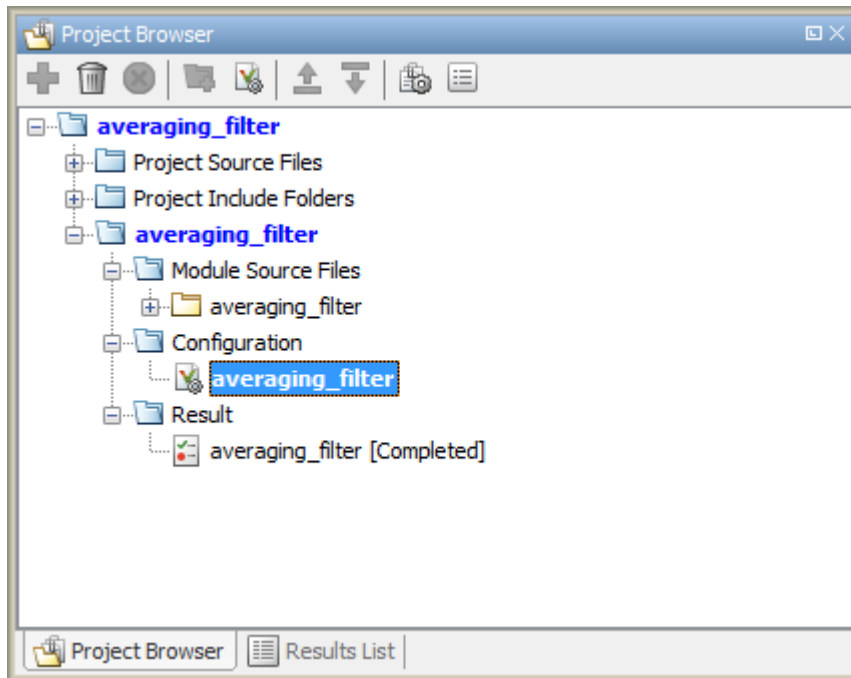 Project Browser
averaging_filter
Project Source Files
Project Include Folders
averaging_filter
Module Source Files
averaging_filter
Configuration
averaging_filter
Result
averaging_filter [Completed]
Project Browser Results List